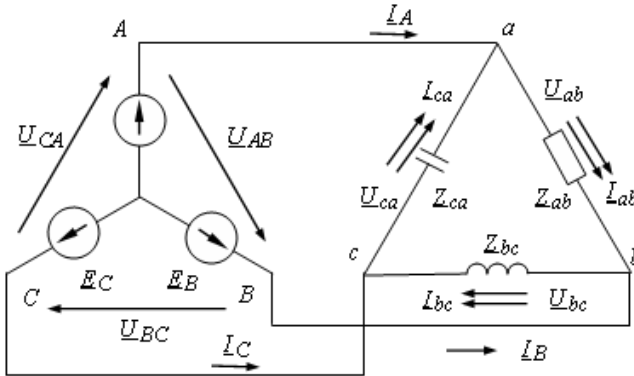 I_A
A
a
I_ca
U_ab
U_CA
U_AB
U_ca
Z_ca
Z_ab
I_ab
c
Z_bc
C
E_C
E_B
B
I_bc
U_bc
U_BC
I_C
I_B